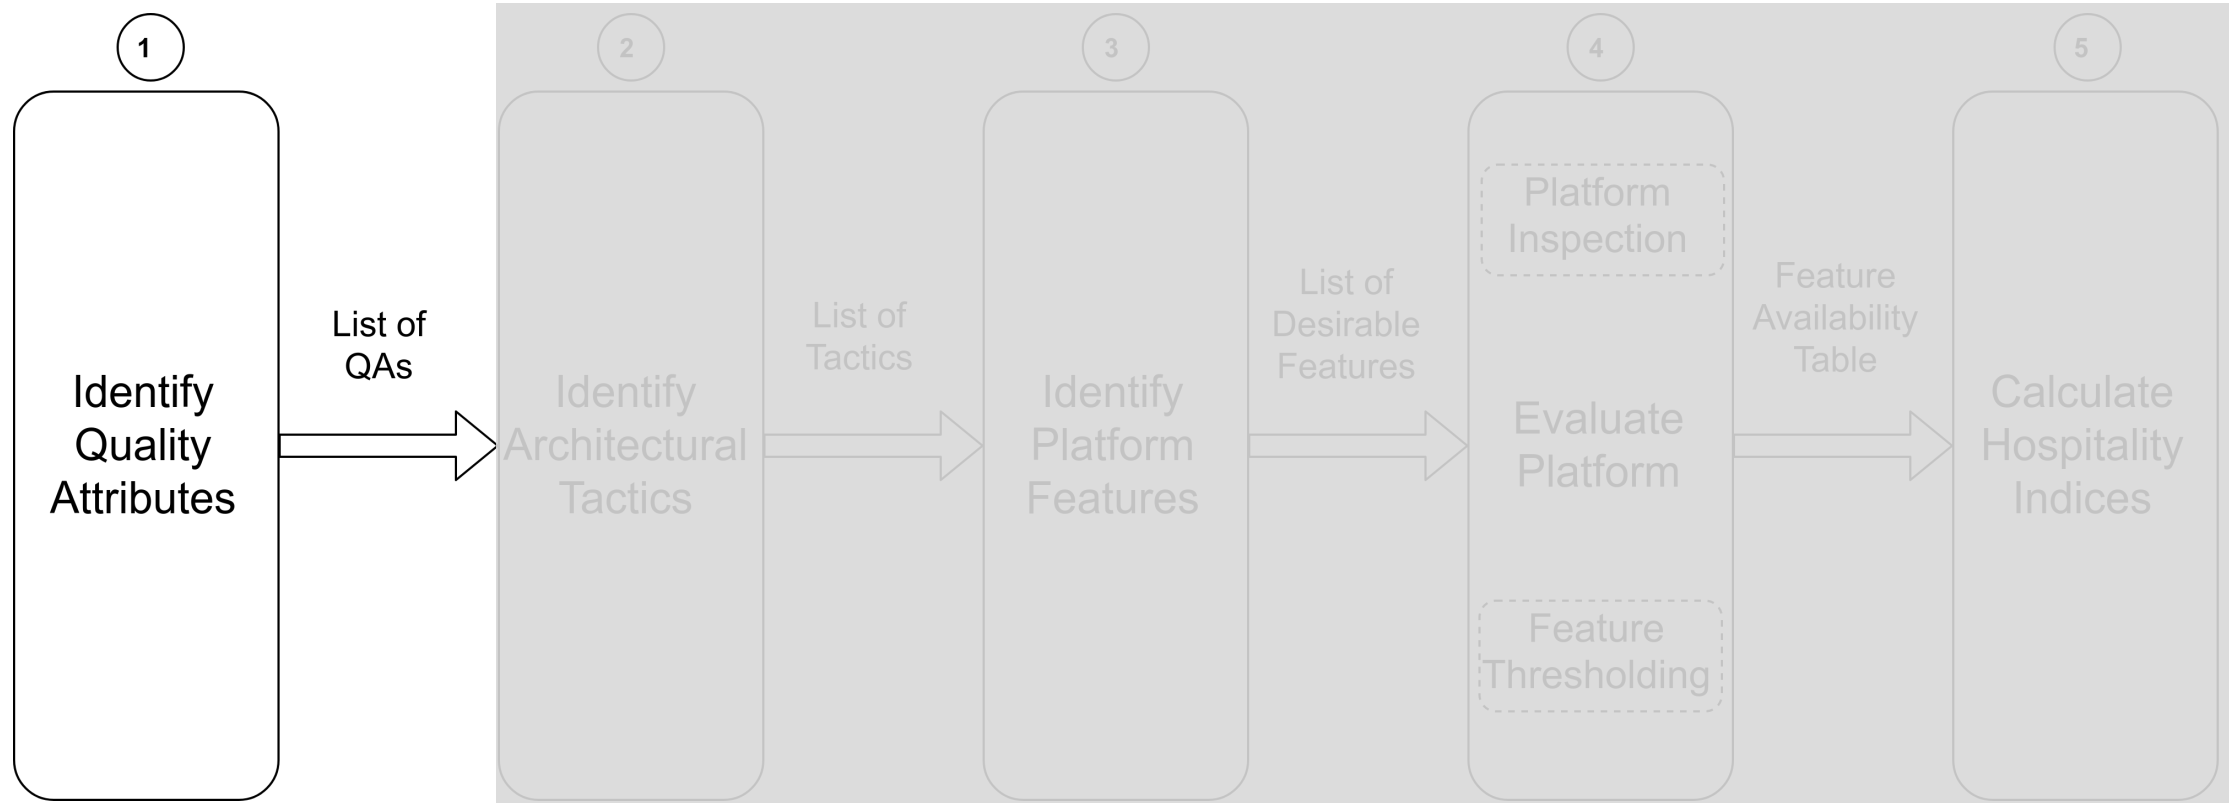 1
Identify
Quality
Attributes
List of
QAs
2
Identify
Architectural
Tactics
List of
Tactics
3
Identify
Platform
Features
List of
Desirable
Features
4
Platform
Inspection
Evaluate
Platform
Feature
Thresholding
Feature
Availability
Table
5
Calculate
Hospitality
Indices